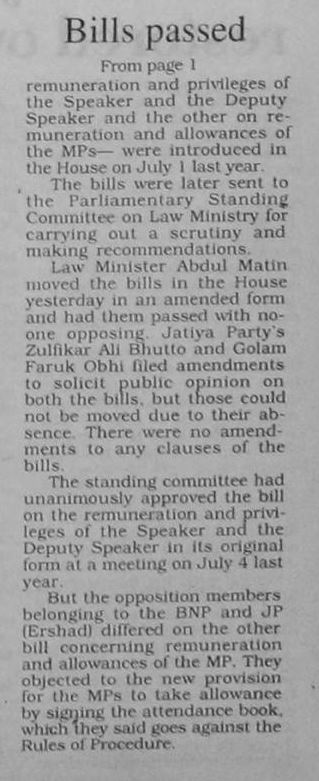 Bills passed
From page 1
remuneration and privileges of
the Speaker and the Deputy
Speaker and the other on re-
muneration and allowances of
the MPs— were introduced in
the House on July 1 last year.
The bills were later sent to
the Parliamentary Standing
Committee on Law Ministry for
carrying out a scrutiny and
making recommendations.
Law Minister Abdul Matin
moved the bills in the House
yesterday in an amended form
and had them passed with no-
one opposing. Jatiya Party's
Zulfikar Ali Bhutto and Golam
Faruk Obhi filed amendments
to solicit public opinion on
both the bills, but those could
not be moved due to their ab-
sence. There were no amend-
ments to any clauses of the
bills.
The standing committee had
unanimously approved the bill
on the remuneration and privi-
leges of the Speaker and the
Deputy Speaker in its original
form at a meeting on July 4 last
year.
But the opposition members
belonging to the BNP and JP
(Ershad) differed on the other
bill concerning remuneration
and allowances of the MP. They
objected to the new provision
for the MPs to take allowance
by signing the attendance book,
which they said goes against the
Rules of Procedure.